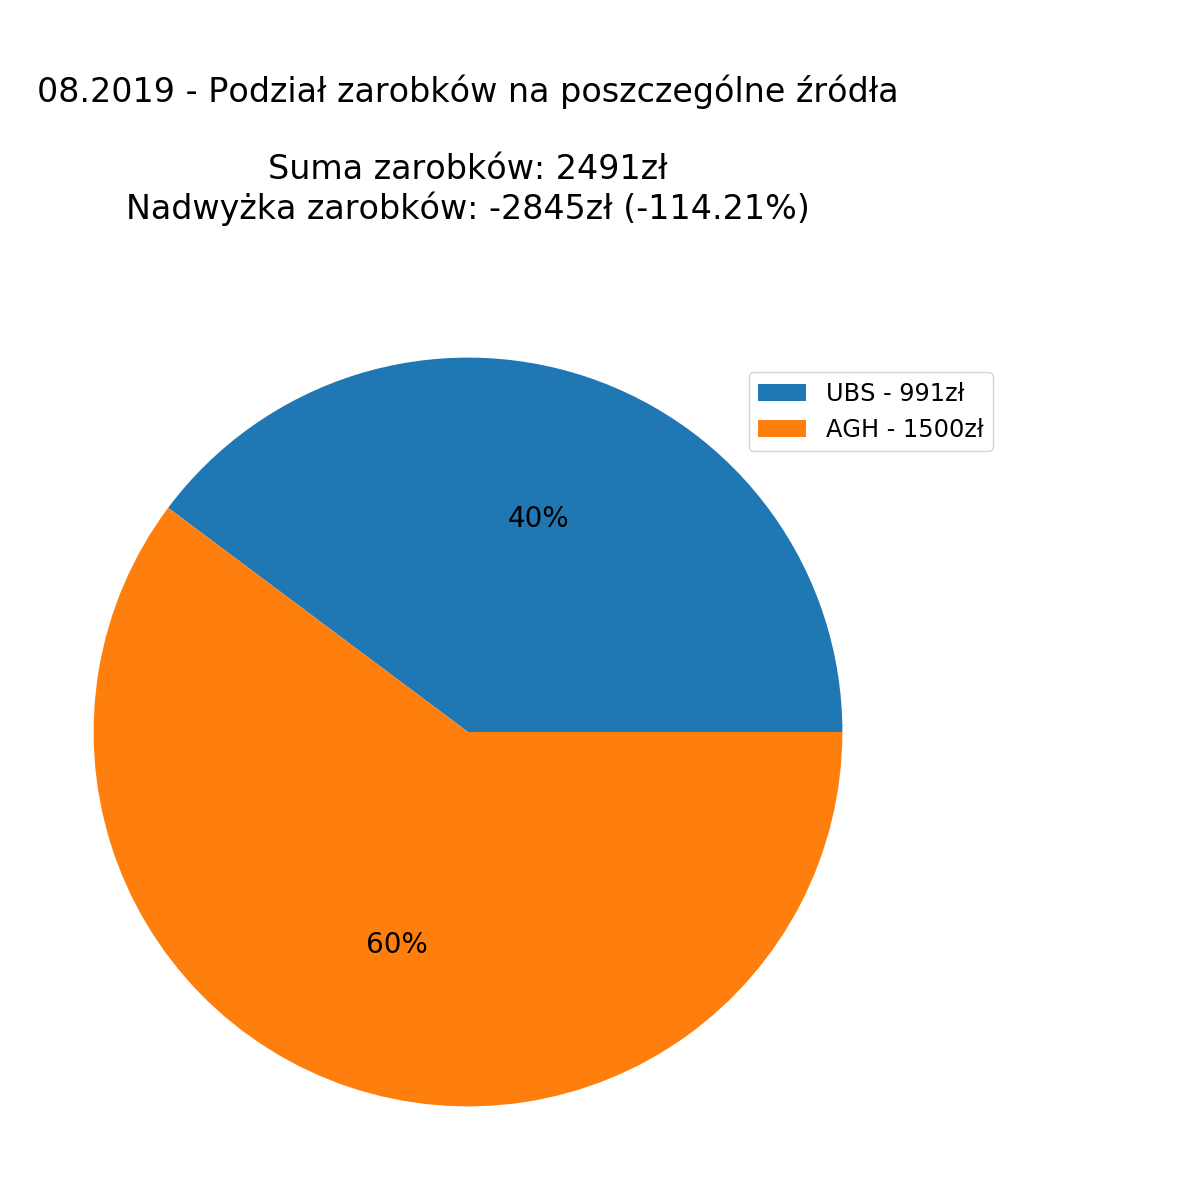 08.2019 - Podział zarobków na poszczególne źródła
Suma zarobków: 2491zł
Nadwyżka zarobków: -2845zł (-114.21%)
UBS - 991zł
AGH - 1500zł
40%
60%